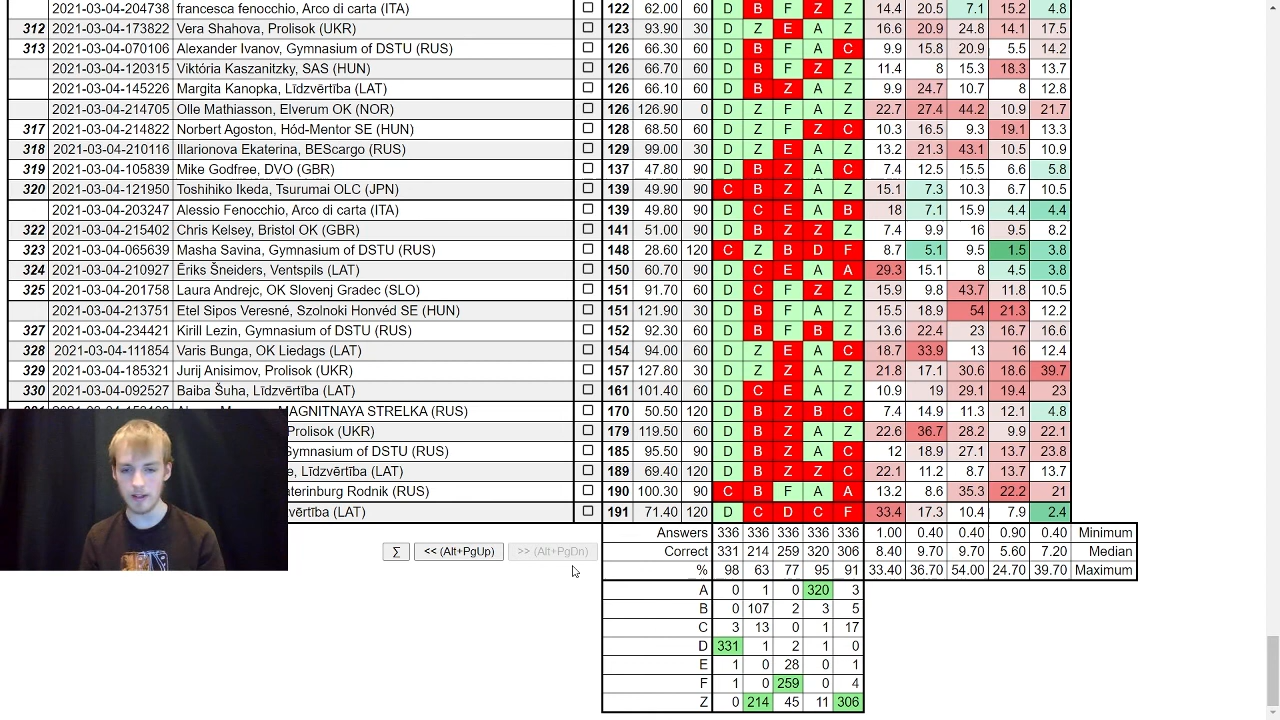 2021-03-04-204738 francesca fenocchio, Arco di carta (ITA) 122 62.00 60 D B F Z Z 14.4 20.5 7.1 15.2 4.8
312 2021-03-04-173822 Vera Shahova, Prolisok (UKR) 123 93.90 30 D Z E A Z 16.6 20.9 24.8 14.1 17.5
313 2021-03-04-070106 Alexander Ivanov, Gymnasium of DSTU (RUS) 126 66.30 60 D B F A C 9.9 15.8 20.9 5.5 14.2
2021-03-04-120315 Viktória Kaszanitzky, SAS (HUN) 126 66.70 60 D B F Z Z 11.4 8 15.3 18.3 13.7
2021-03-04-145226 Margita Kanopka, Līdzvērtība (LAT) 126 66.10 60 D B Z A Z 9.9 24.7 10.7 8 12.8
2021-03-04-214705 Olle Mathiasson, Elverum OK (NOR) 126 126.90 0 D Z F A Z 22.7 27.4 44.2 10.9 21.7
317 2021-03-04-214822 Norbert Agoston, Hód-Mentor SE (HUN) 128 68.50 60 D B F Z C 10.3 16.5 9.3 19.1 13.3
318 2021-03-04-210116 Illarionova Ekaterina, BEScargo (RUS) 129 99.00 30 D Z E A Z 13.2 21.3 43.1 10.5 10.9
319 2021-03-04-105839 Mike Godfree, DVO (GBR) 137 47.80 90 D B Z A C 7.4 12.5 15.5 6.6 5.8
320 2021-03-04-121950 Toshihiko Ikeda, Tsurumai OLC (JPN) 139 49.90 90 C B Z A Z 15.1 7.3 10.3 6.7 10.5
2021-03-04-203247 Alessio Fenocchio, Arco di carta (ITA) 139 49.80 90 D C E A B 18 7.1 15.9 4.4 4.4
322 2021-03-04-215402 Chris Kelsey, Bristol OK (GBR) 141 51.00 90 D B Z Z Z 7.4 9.9 16 9.5 8.2
323 2021-03-04-065639 Masha Savina, Gymnasium of DSTU (RUS) 148 28.60 120 C Z B D F 8.7 5.1 9.5 1.5 3.8
324 2021-03-04-210927 Ēriks Šneiders, Ventspils (LAT) 150 60.70 90 D C E A A 29.3 15.1 8 4.5 3.8
325 2021-03-04-201758 Laura Andrejc, OK Slovenj Gradec (SLO) 151 91.70 60 D C F Z Z 15.9 9.8 43.7 11.8 10.5
2021-03-04-213751 Etel Sipos Veresné, Szolnoki Honvéd SE (HUN) 151 121.90 30 D B F A Z 15.5 18.9 54 21.3 12.2
327 2021-03-04-234421 Kirill Lezin, Gymnasium of DSTU (RUS) 152 92.30 60 D B F B Z 13.6 22.4 23 16.7 16.6
328 2021-03-04-111854 Varis Bunga, OK Liedags (LAT) 154 94.00 60 D Z E A C 18.7 33.9 13 16 12.4
329 2021-03-04-185321 Jurij Anisimov, Prolisok (UKR) 157 127.80 30 D Z Z A Z 21.8 17.1 30.6 18.6 39.7
330 2021-03-04-092527 Baiba Šuha, Līdzvērtība (LAT) 161 101.40 60 D C E A Z 10.9 19 29.1 19.4 23
MAGNITNAYA STRELKA (RUS) 170 50.50 120 D B Z B C 7.4 14.9 11.3 12.1 4.8
Prolisok (UKR) 179 119.50 60 D B Z A Z 22.6 36.7 28.2 9.9 22.1
Gymnasium of DSTU (RUS) 185 95.50 90 D B Z A C 12 18.9 27.1 13.7 23.8
Līdzvērtība (LAT) 189 69.40 120 D B Z Z C 22.1 11.2 8.7 13.7 13.7
Rodnik (RUS) 190 100.30 90 C B F A A 13.2 8.6 35.3 22.2 21
(LAT) 191 71.40 120 D C D C F 33.4 17.3 10.4 7.9 2.4
Answers 336 336 336 336 336 1.00 0.40 0.40 0.90 0.40 Minimum
∑ << (Alt+PgUp) >> (Alt+PgDn) Correct 331 214 259 320 306 8.40 9.70 9.70 5.60 7.20 Median
% 98 63 77 95 91 33.40 36.70 54.00 24.70 39.70 Maximum
A 0 1 0 320 3
B 0 107 2 3 5
C 3 13 0 1 17
D 331 1 2 1 0
E 1 0 28 0 1
F 1 0 259 0 4
Z 0 214 45 11 306